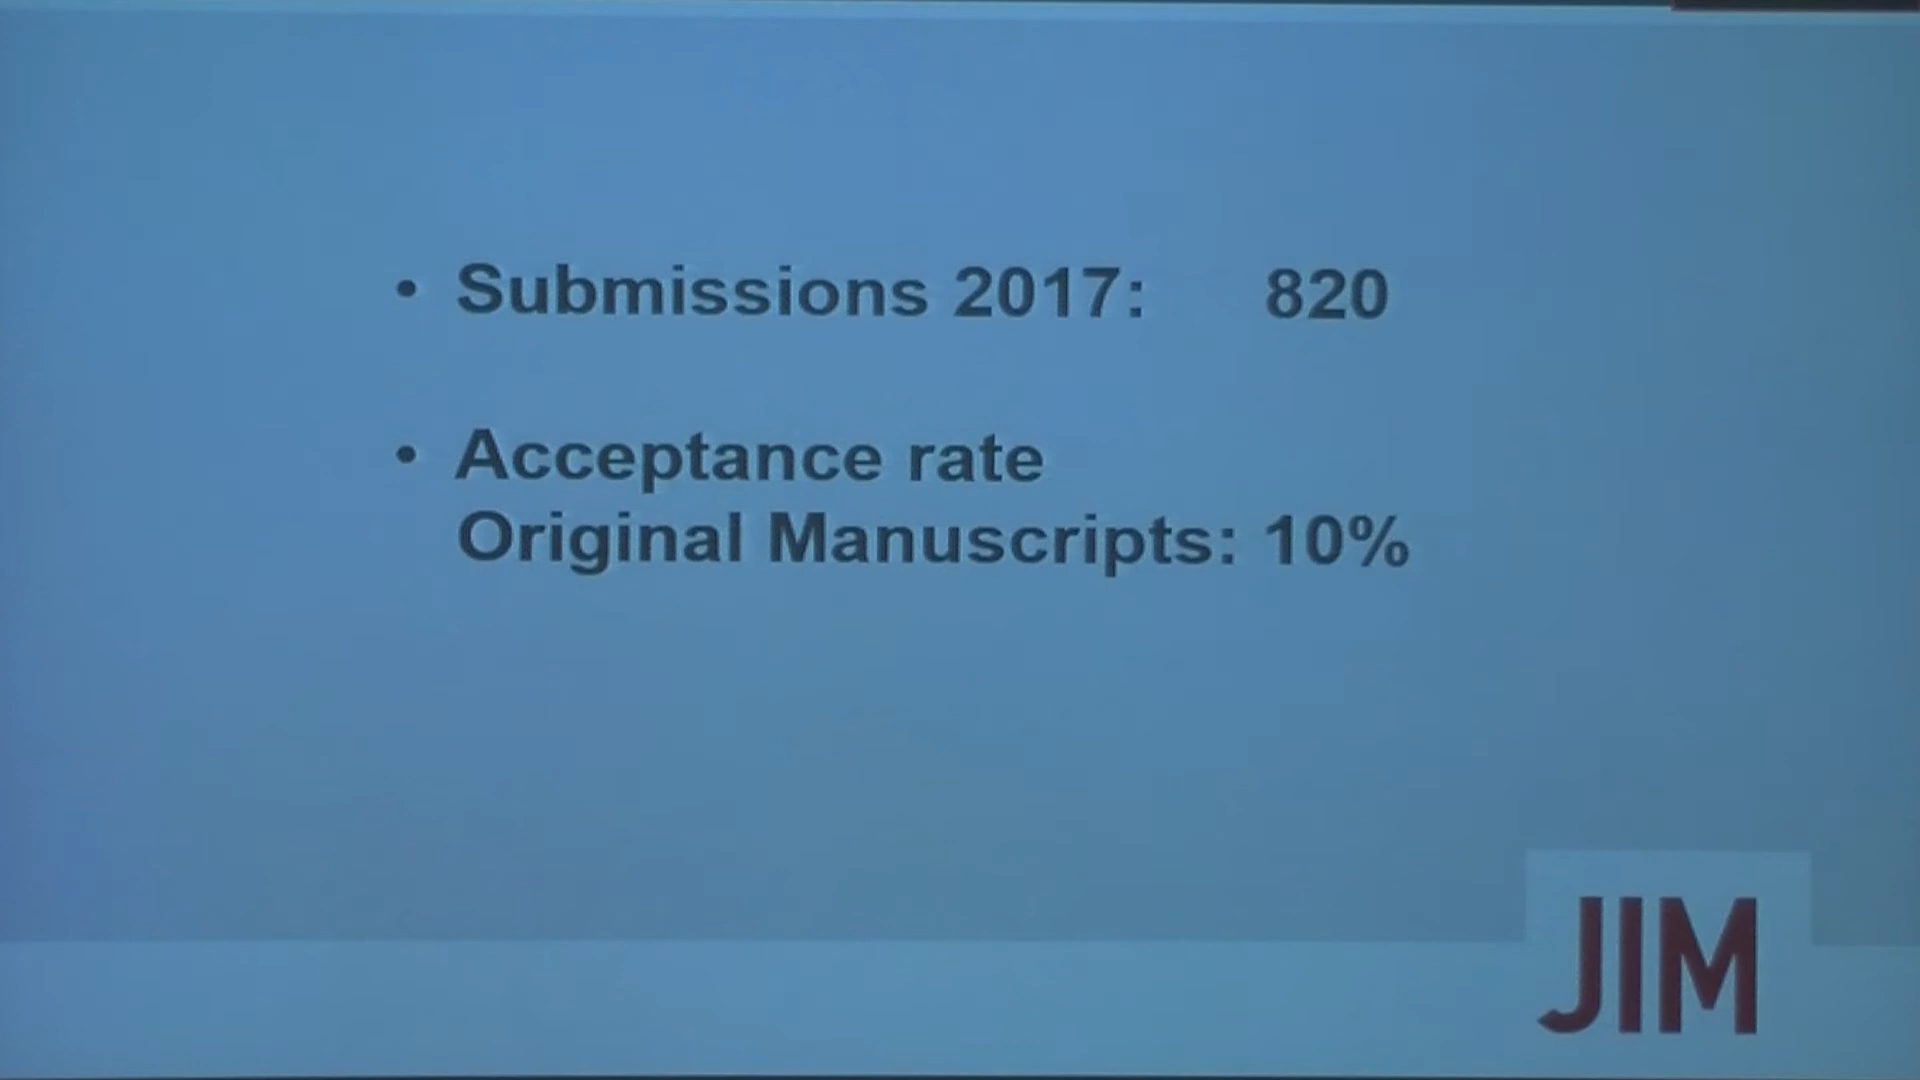 • Submissions 2017: 820
• Acceptance rate
Original Manuscripts: 10%
JIM